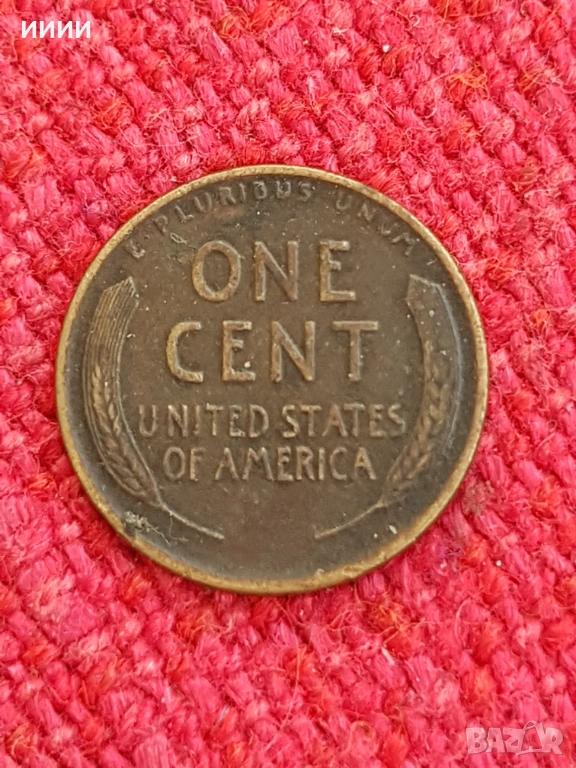 ииии
E · PLURIBUS · UNUM
ONE
CENT
UNITED STATES
OF AMERICA
BAZAR